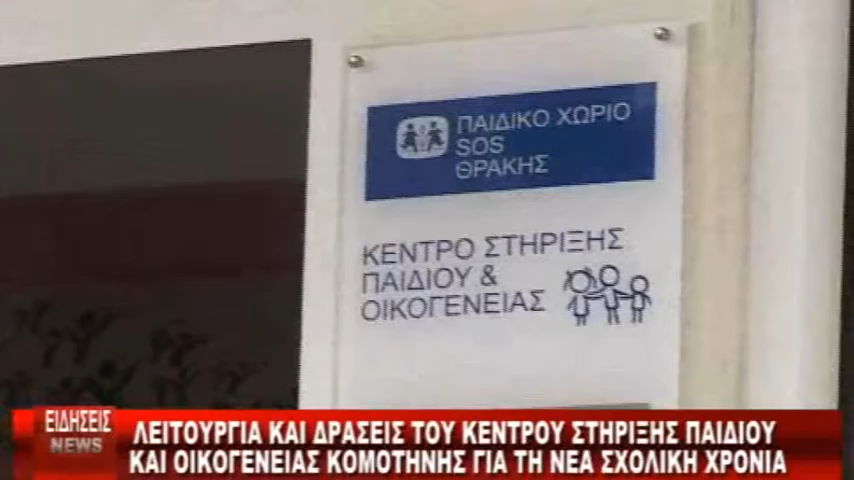 ΠΑΙΔΙΚΟ ΧΩΡΙΟ
SOS
ΘΡΑΚΗΣ
ΚΕΝΤΡΟ ΣΤΗΡΙΞΗΣ
ΠΑΙΔΙΟΥ &
ΟΙΚΟΓΕΝΕΙΑΣ
ΕΙΔΗΣΕΙΣ
NEWS
ΛΕΙΤΟΥΡΓΙΑ ΚΑΙ ΔΡΑΣΕΙΣ ΤΟΥ ΚΕΝΤΡΟΥ ΣΤΗΡΙΞΗΣ ΠΑΙΔΙΟΥ
ΚΑΙ ΟΙΚΟΓΕΝΕΙΑΣ ΚΟΜΟΤΗΝΗΣ ΓΙΑ ΤΗ ΝΕΑ ΣΧΟΛΙΚΗ ΧΡΟΝΙΑ